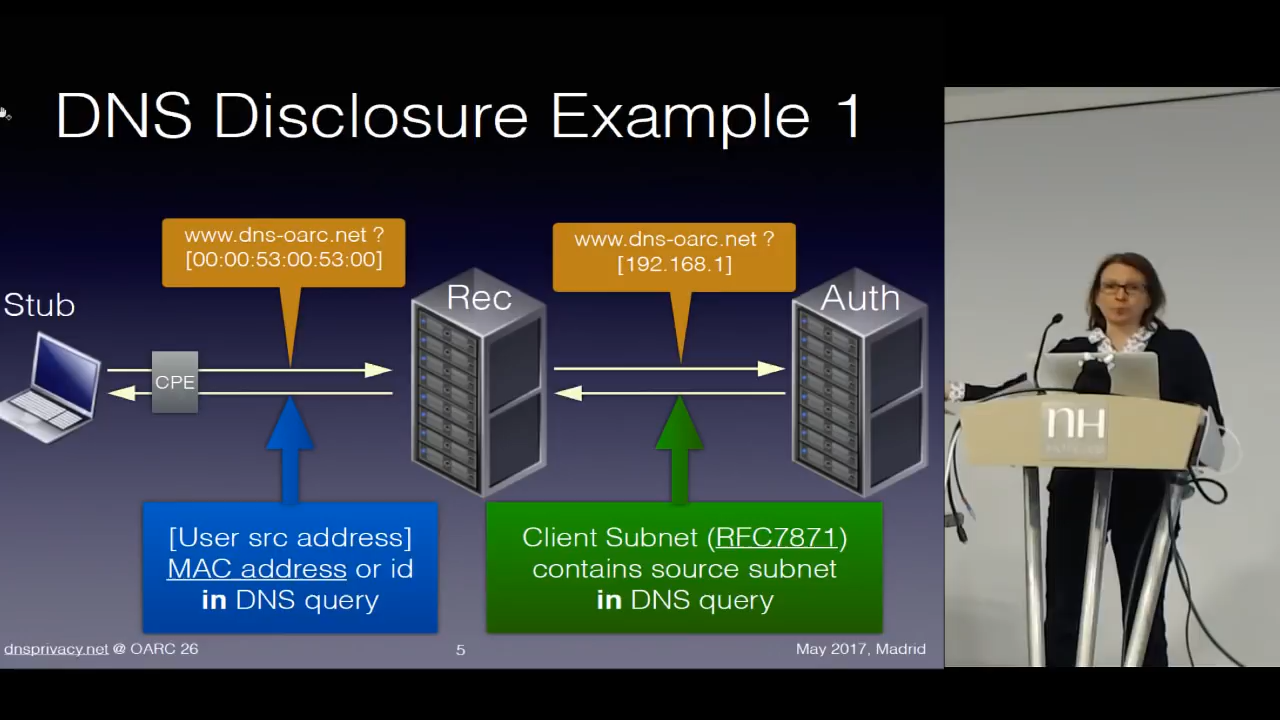 DNS Disclosure Example 1
www.dns-oarc.net ?
[00:00:53:00:53:00]
www.dns-oarc.net ?
[192.168.1]
Stub
Rec
Auth
CPE
[User src address]
MAC address or id
in DNS query
Client Subnet (RFC7871)
contains source subnet
in DNS query
dnsprivacy.net @ OARC 26
5
May 2017, Madrid
nH